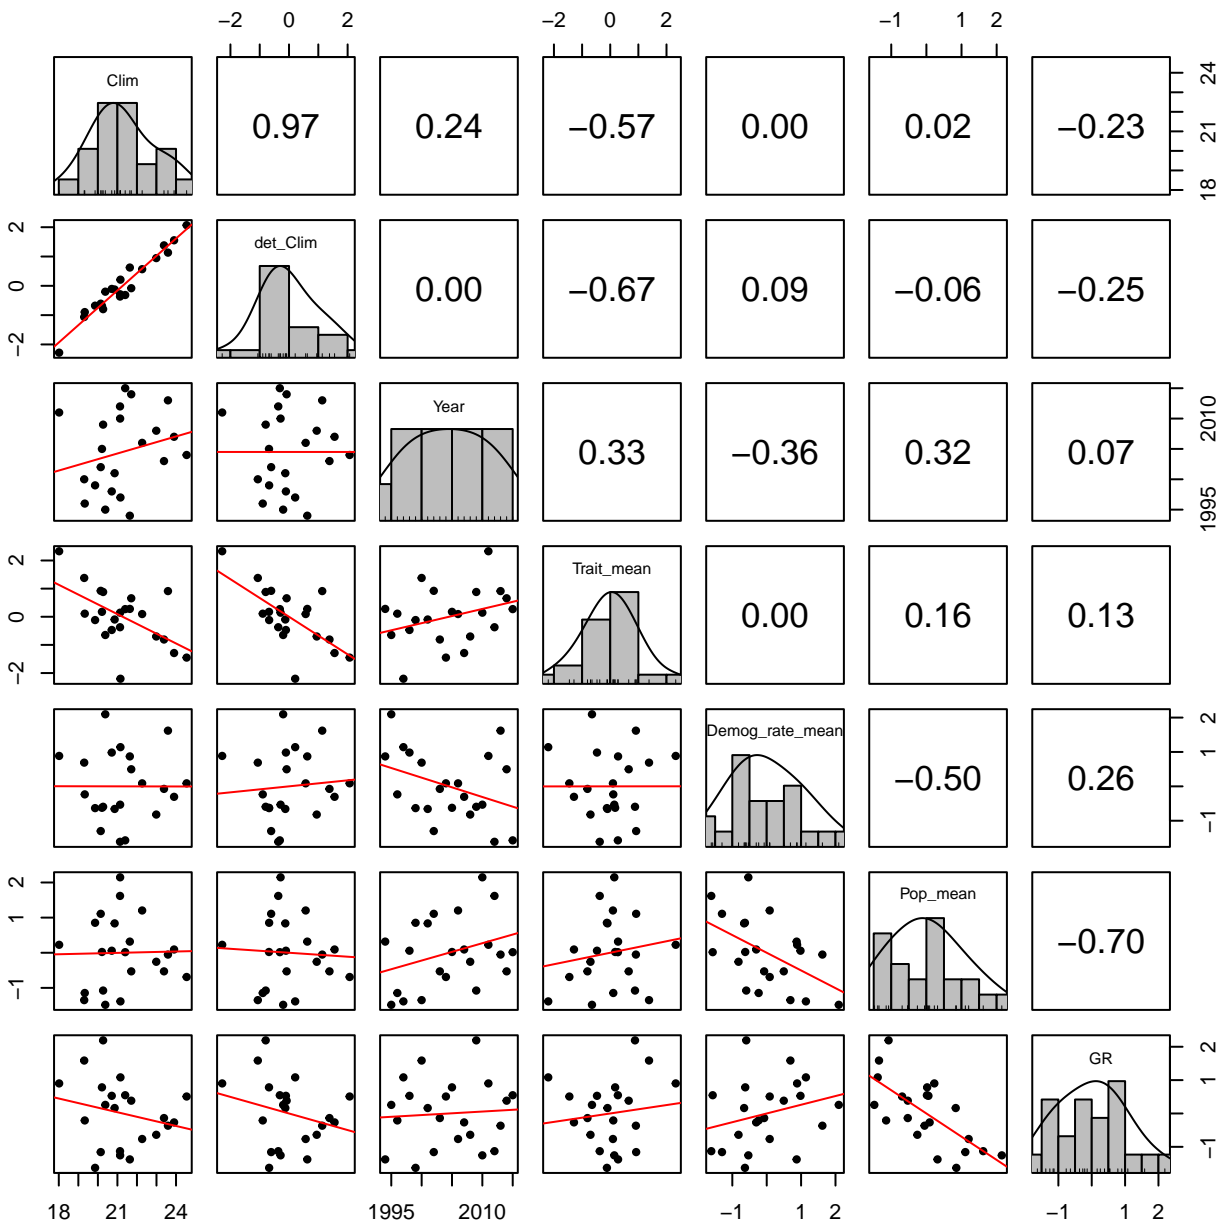 −2 0 2 −2 0 2 −1 1 2
Clim 0.97 0.24 −0.57 0.00 0.02 −0.23 18 21 24
−2 0 2 det_Clim 0.00 −0.67 0.09 −0.06 −0.25
Year 0.33 −0.36 0.32 0.07 1995 2010
−2 0 1 2 Trait_mean 0.00 0.16 0.13
Demog_rate_mean −0.50 0.26 −1 1 2
−1 0 1 2 Pop_mean −0.70
GR −1 1 2
18 21 24 1995 2010 −1 1 2 −1 1 2